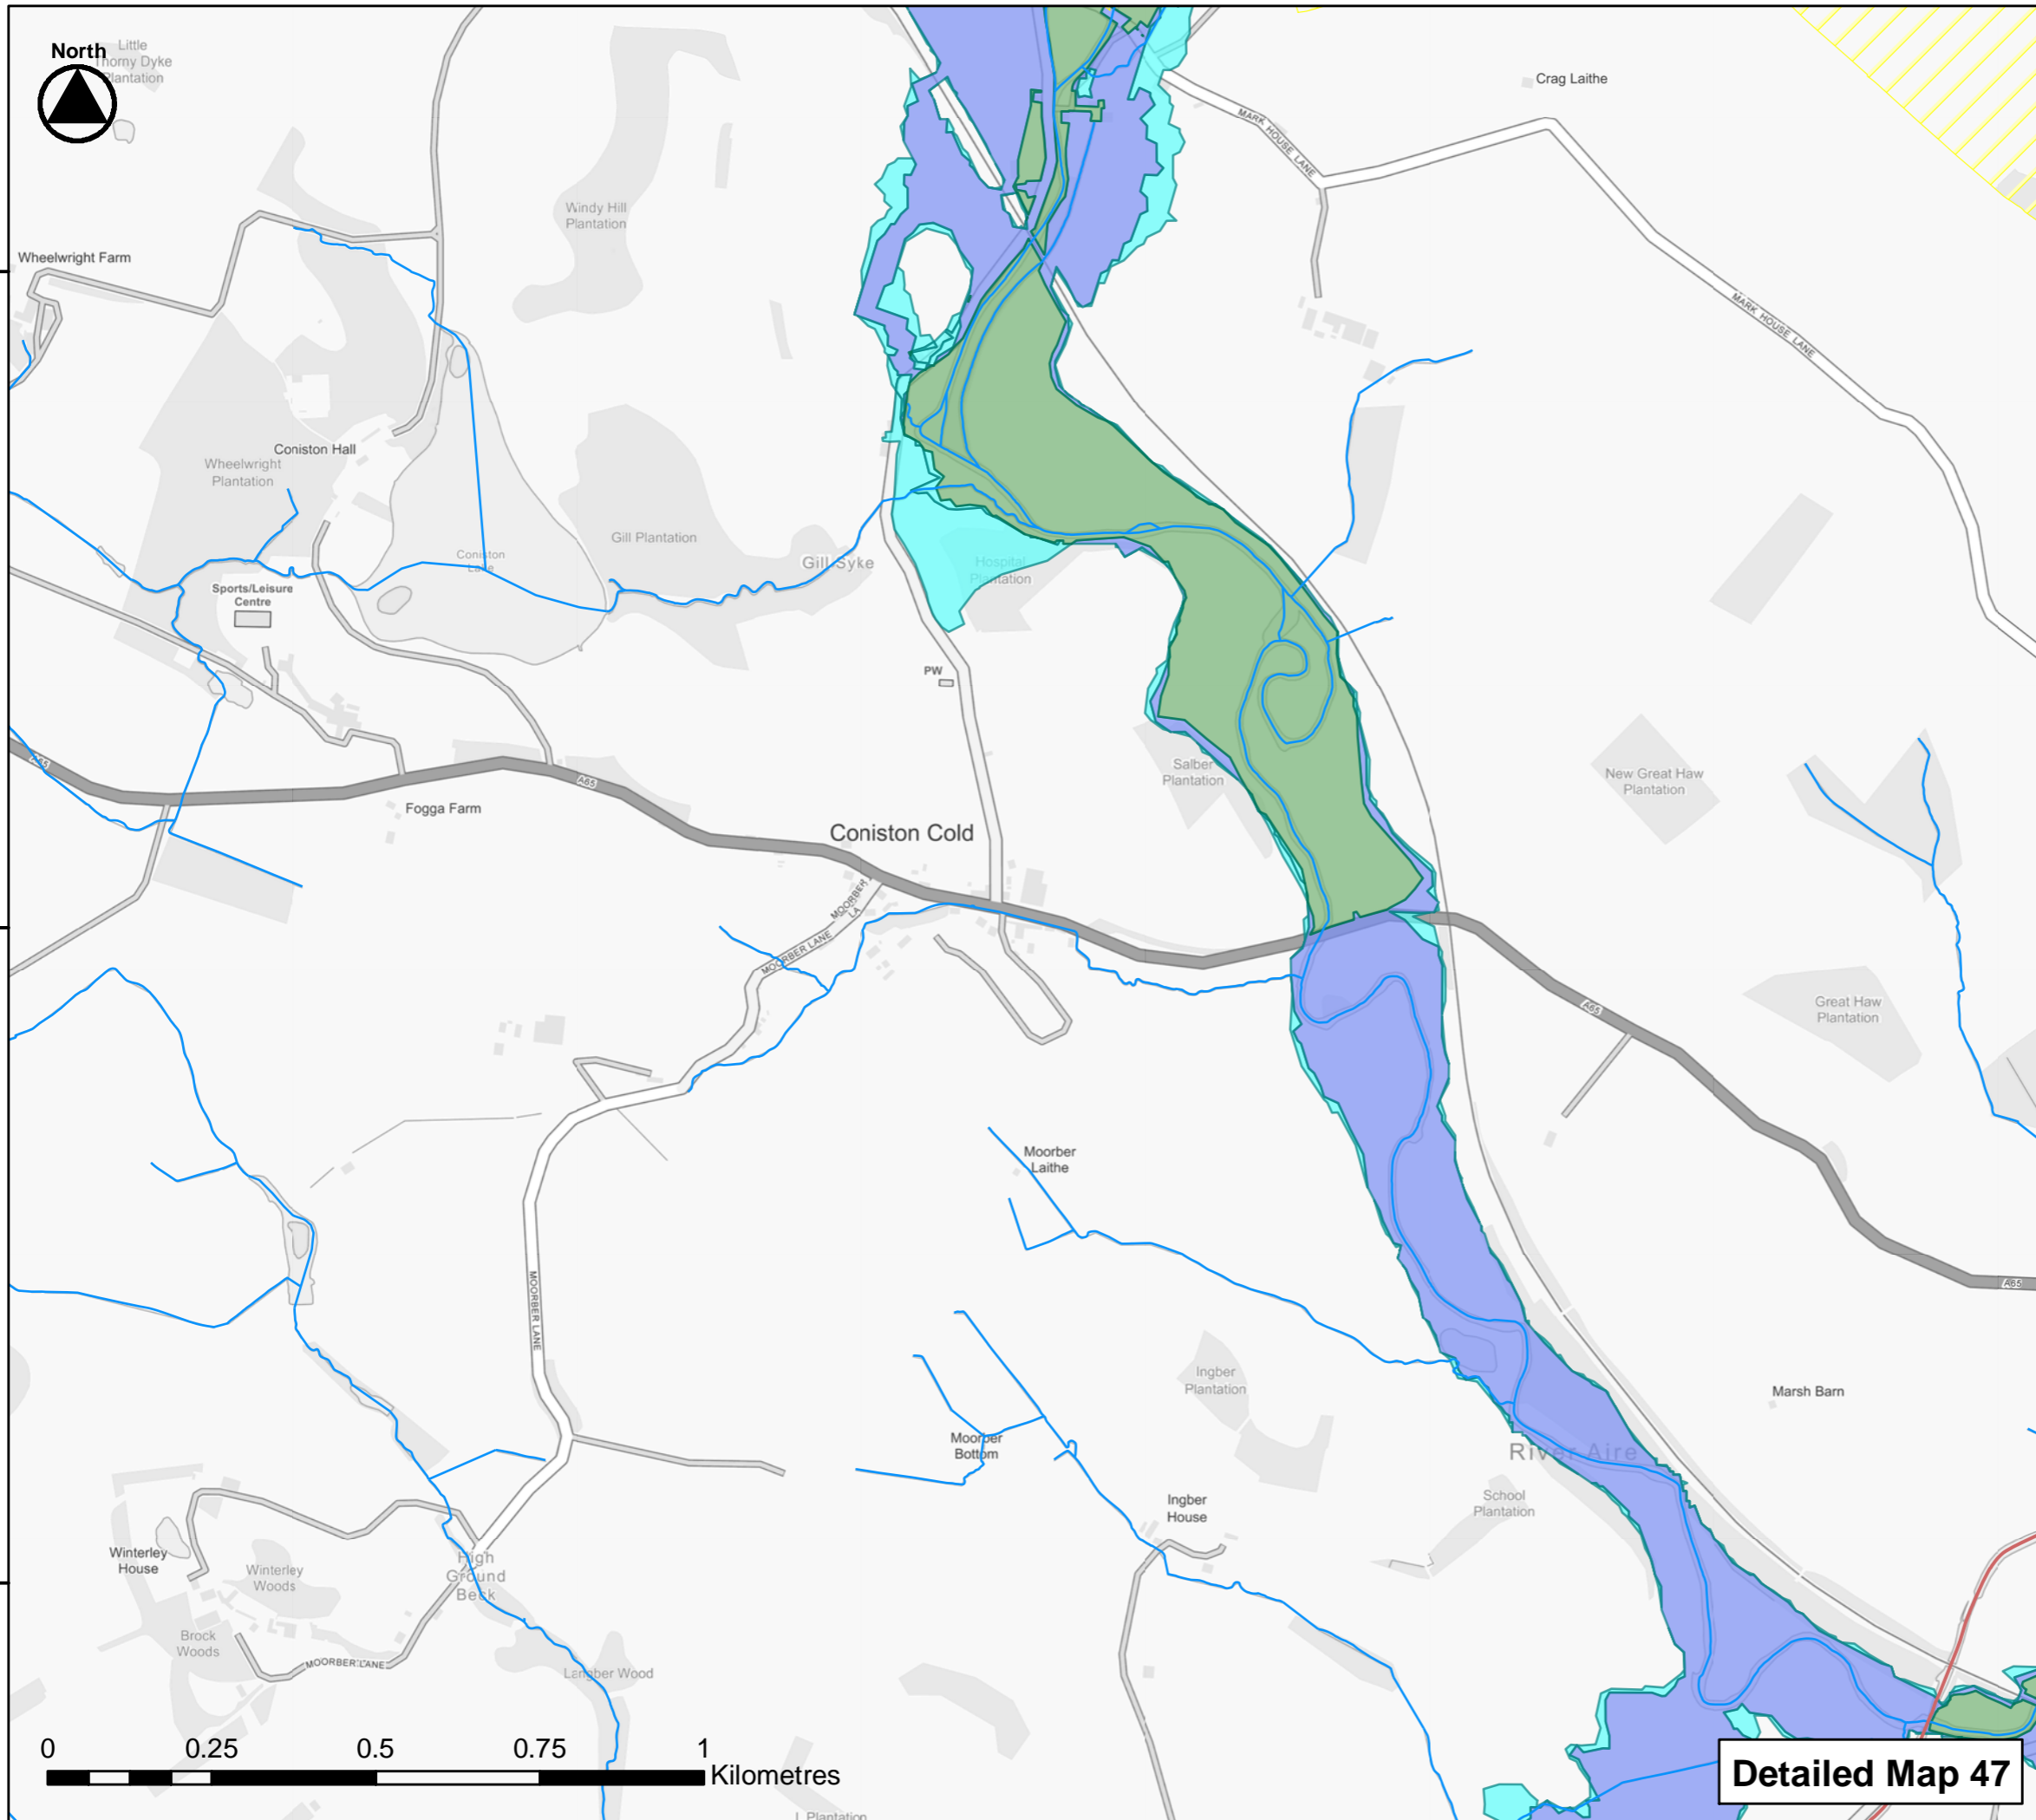 North
Little
Thorny Dyke
Plantation
Crag Laithe
MARK HOUSE LANE
Windy Hill
Plantation
Wheelwright Farm
MARK HOUSE LANE
Coniston Hall
Wheelwright
Plantation
Gill Plantation
Coniston
Lake
Gill Syke
Hospital
Plantation
Sports/Leisure
Centre
PW
A65
A65
Salber
Plantation
New Great Haw
Plantation
Fogga Farm
Coniston Cold
MOORBER
LA
MOORBER LANE
A65
Great Haw
Plantation
Moorber
Laithe
MOORBER LANE
A65
Ingber
Plantation
Marsh Barn
Moorber
Bottom
River Aire
School
Plantation
Ingber
House
Winterley
House
Winterley
Woods
High
Ground
Beck
Brock
Woods
MOORBER LANE
Langber Wood
0 0.25 0.5 0.75 1
Kilometres
Detailed Map 47
Plantation